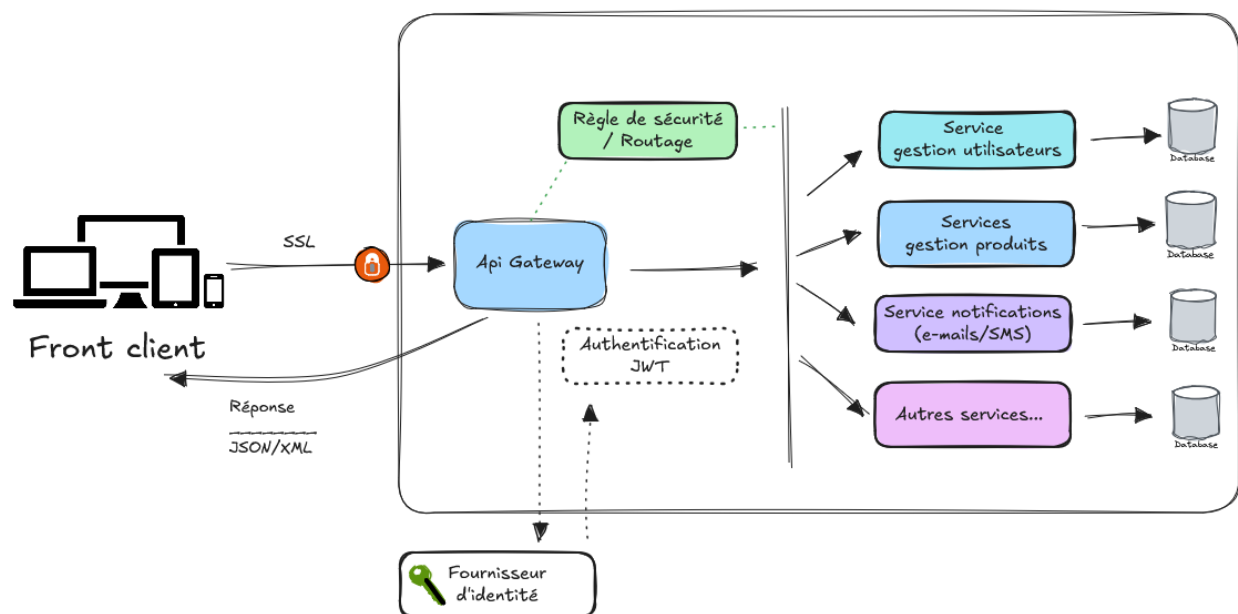 Règle de sécurité
/ Routage
Service
gestion utilisateurs
Database
SSL
Api Gateway
Services
gestion produits
Database
Front client
Authentification
JWT
Service notifications
(e-mails/SMS)
Database
Réponse
JSON/XML
Autres services...
Database
Fournisseur
d'identité